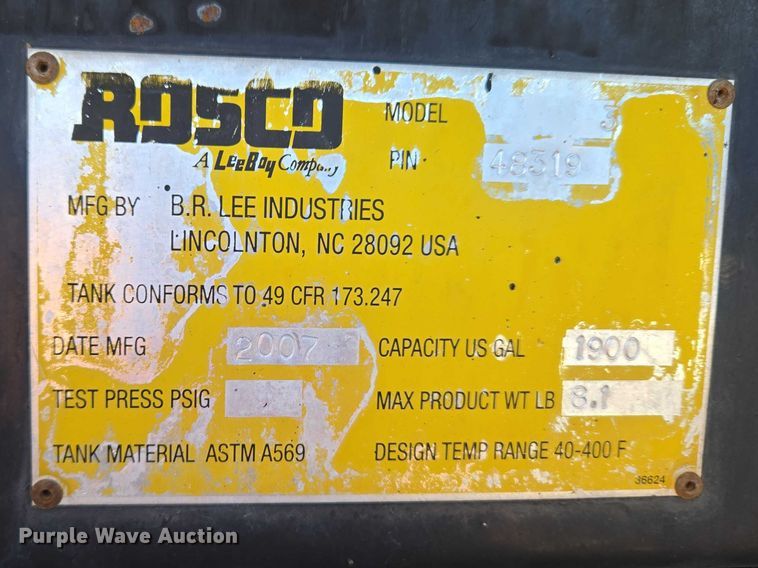 ROSCO
A LeeBoy Company
MODEL
PIN 48319
MFG BY B.R. LEE INDUSTRIES
LINCOLNTON, NC 28092 USA
TANK CONFORMS TO 49 CFR 173.247
DATE MFG 2007 CAPACITY US GAL 1900
TEST PRESS PSIG MAX PRODUCT WT LB 8.1
TANK MATERIAL ASTM A569 DESIGN TEMP RANGE 40-400 F
36624
Purple Wave Auction